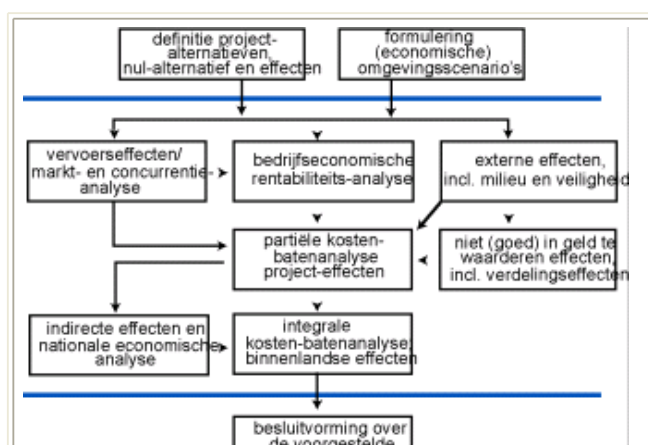 definitie project-
alternatieven,
nul-alternatief en effecten
formulering
(economische)
omgevingsscenario's
vervoerseffecten/
markt- en concurrentie-
analyse
bedrijfseconomische
rentabiliteits-analyse
externe effecten,
incl. milieu en veiligheid
partiële kosten-
batenanalyse
project-effecten
niet (goed) in geld te
waarderen effecten,
incl. verdelingseffecten
indirecte effecten en
nationale economische
analyse
integrale
kosten-batenanalyse;
binnenlandse effecten
besluitvorming over
de voorgestelde